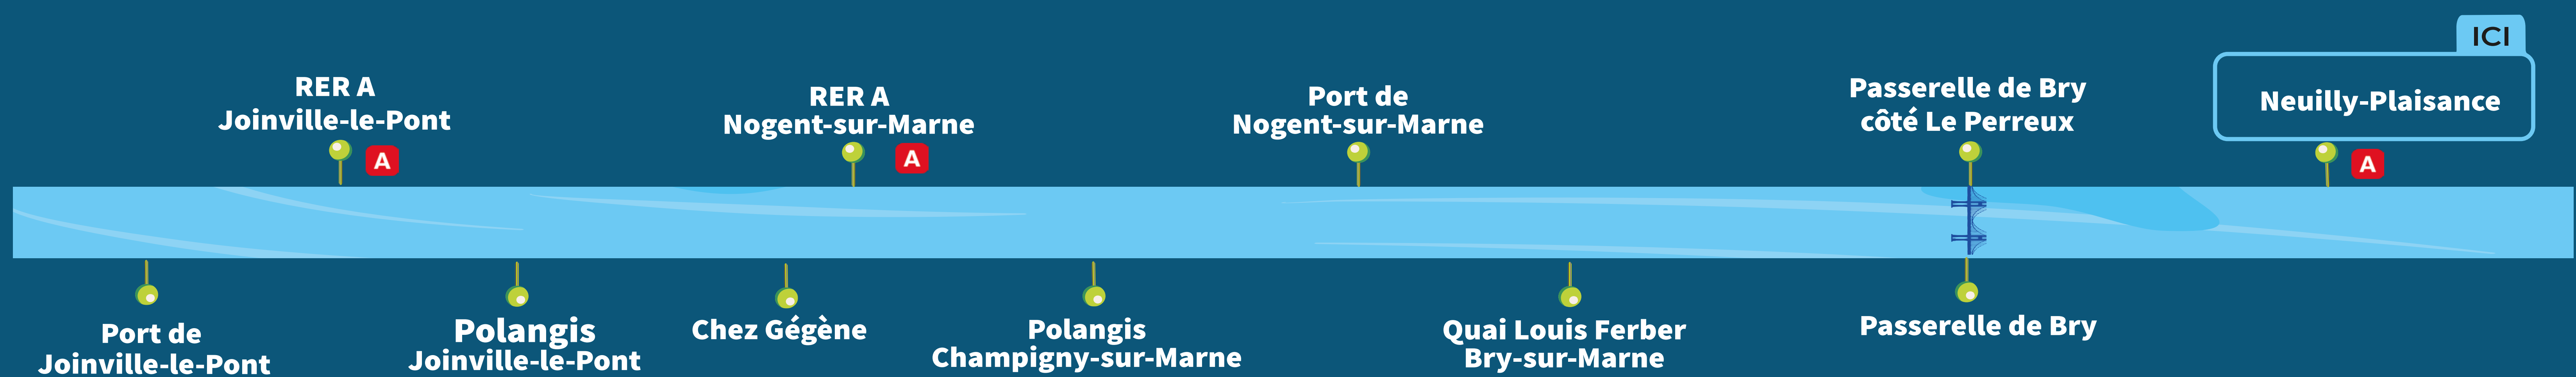 ICI
RER A
Joinville-le-Pont
A
RER A
Nogent-sur-Marne
A
Port de
Nogent-sur-Marne
Passerelle de Bry
côté Le Perreux
Neuilly-Plaisance
A
Port de
Joinville-le-Pont
Polangis
Joinville-le-Pont
Chez Gégène
Polangis
Champigny-sur-Marne
Quai Louis Ferber
Bry-sur-Marne
Passerelle de Bry